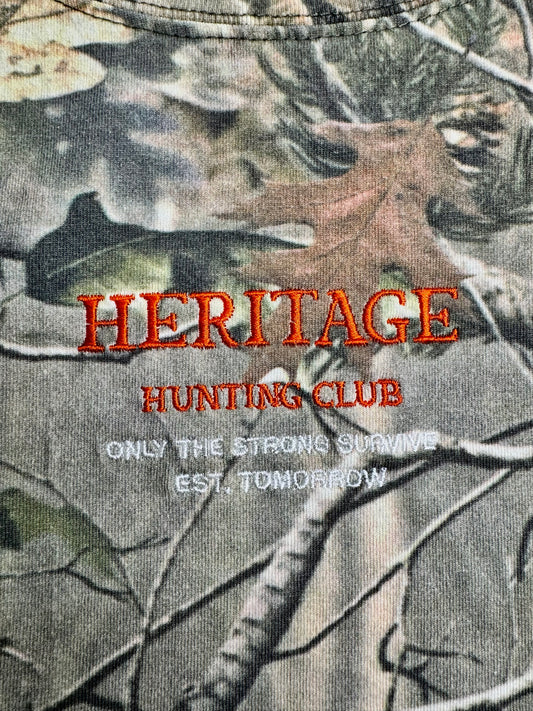 HERITAGE
HUNTING CLUB
ONLY THE STRONG SURVIVE
EST. TOMORROW